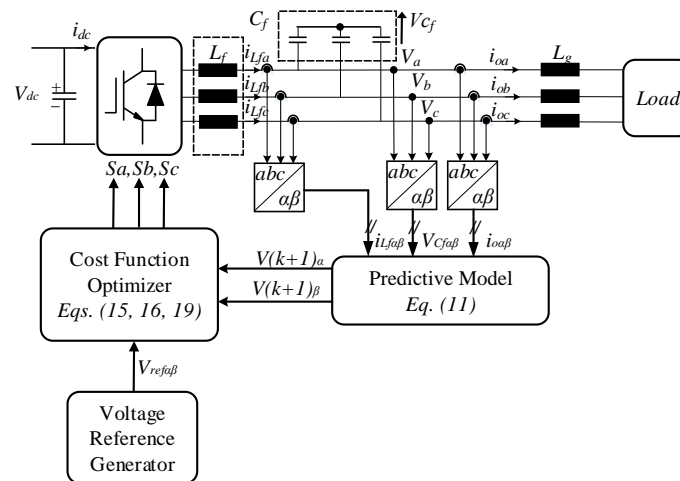 C_f
Vc_f
i_dc
L_f
i_Lfa
V_a
i_oa
L_g
V_dc
+
−
i_Lfb
V_b
i_ob
Load
i_Lfc
V_c
i_oc
Sa,Sb,Sc
abc
αβ
abc
αβ
abc
αβ
i_Lfαβ
V_Cfαβ
i_oαβ
Cost Function
Optimizer
Eqs. (15, 16, 19)
V(k+1)_α
V(k+1)_β
Predictive Model
Eq. (11)
V_refαβ
Voltage
Reference
Generator